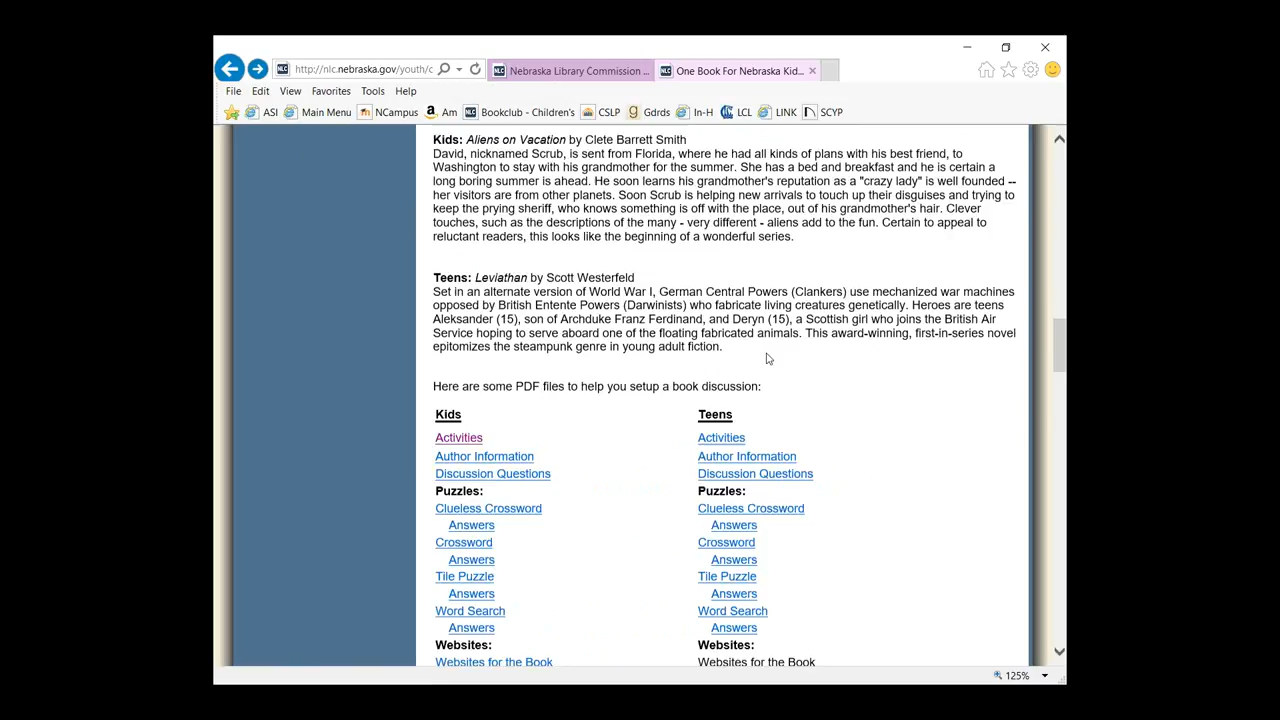 http://nlc.nebraska.gov/youth/c
Nebraska Library Commission ...
One Book For Nebraska Kid...
File Edit View Favorites Tools Help
ASI Main Menu NCampus Am Bookclub - Children's CSLP Gdrds In-H LCL LINK SCYP
Kids: Aliens on Vacation by Clete Barrett Smith
David, nicknamed Scrub, is sent from Florida, where he had all kinds of plans with his best friend, to
Washington to stay with his grandmother for the summer. She has a bed and breakfast and he is certain a
long boring summer is ahead. He soon learns his grandmother's reputation as a "crazy lady" is well founded --
her visitors are from other planets. Soon Scrub is helping new arrivals to touch up their disguises and trying to
keep the prying sheriff, who knows something is off with the place, out of his grandmother's hair. Clever
touches, such as the descriptions of the many - very different - aliens add to the fun. Certain to appeal to
reluctant readers, this looks like the beginning of a wonderful series.
Teens: Leviathan by Scott Westerfeld
Set in an alternate version of World War I, German Central Powers (Clankers) use mechanized war machines
opposed by British Entente Powers (Darwinists) who fabricate living creatures genetically. Heroes are teens
Aleksander (15), son of Archduke Franz Ferdinand, and Deryn (15), a Scottish girl who joins the British Air
Service hoping to serve aboard one of the floating fabricated animals. This award-winning, first-in-series novel
epitomizes the steampunk genre in young adult fiction.
Here are some PDF files to help you setup a book discussion:
Kids
Activities
Author Information
Discussion Questions
Puzzles:
Clueless Crossword
Answers
Crossword
Answers
Tile Puzzle
Answers
Word Search
Answers
Websites:
Websites for the Book
Teens
Activities
Author Information
Discussion Questions
Puzzles:
Clueless Crossword
Answers
Crossword
Answers
Tile Puzzle
Answers
Word Search
Answers
Websites:
Websites for the Book
125%